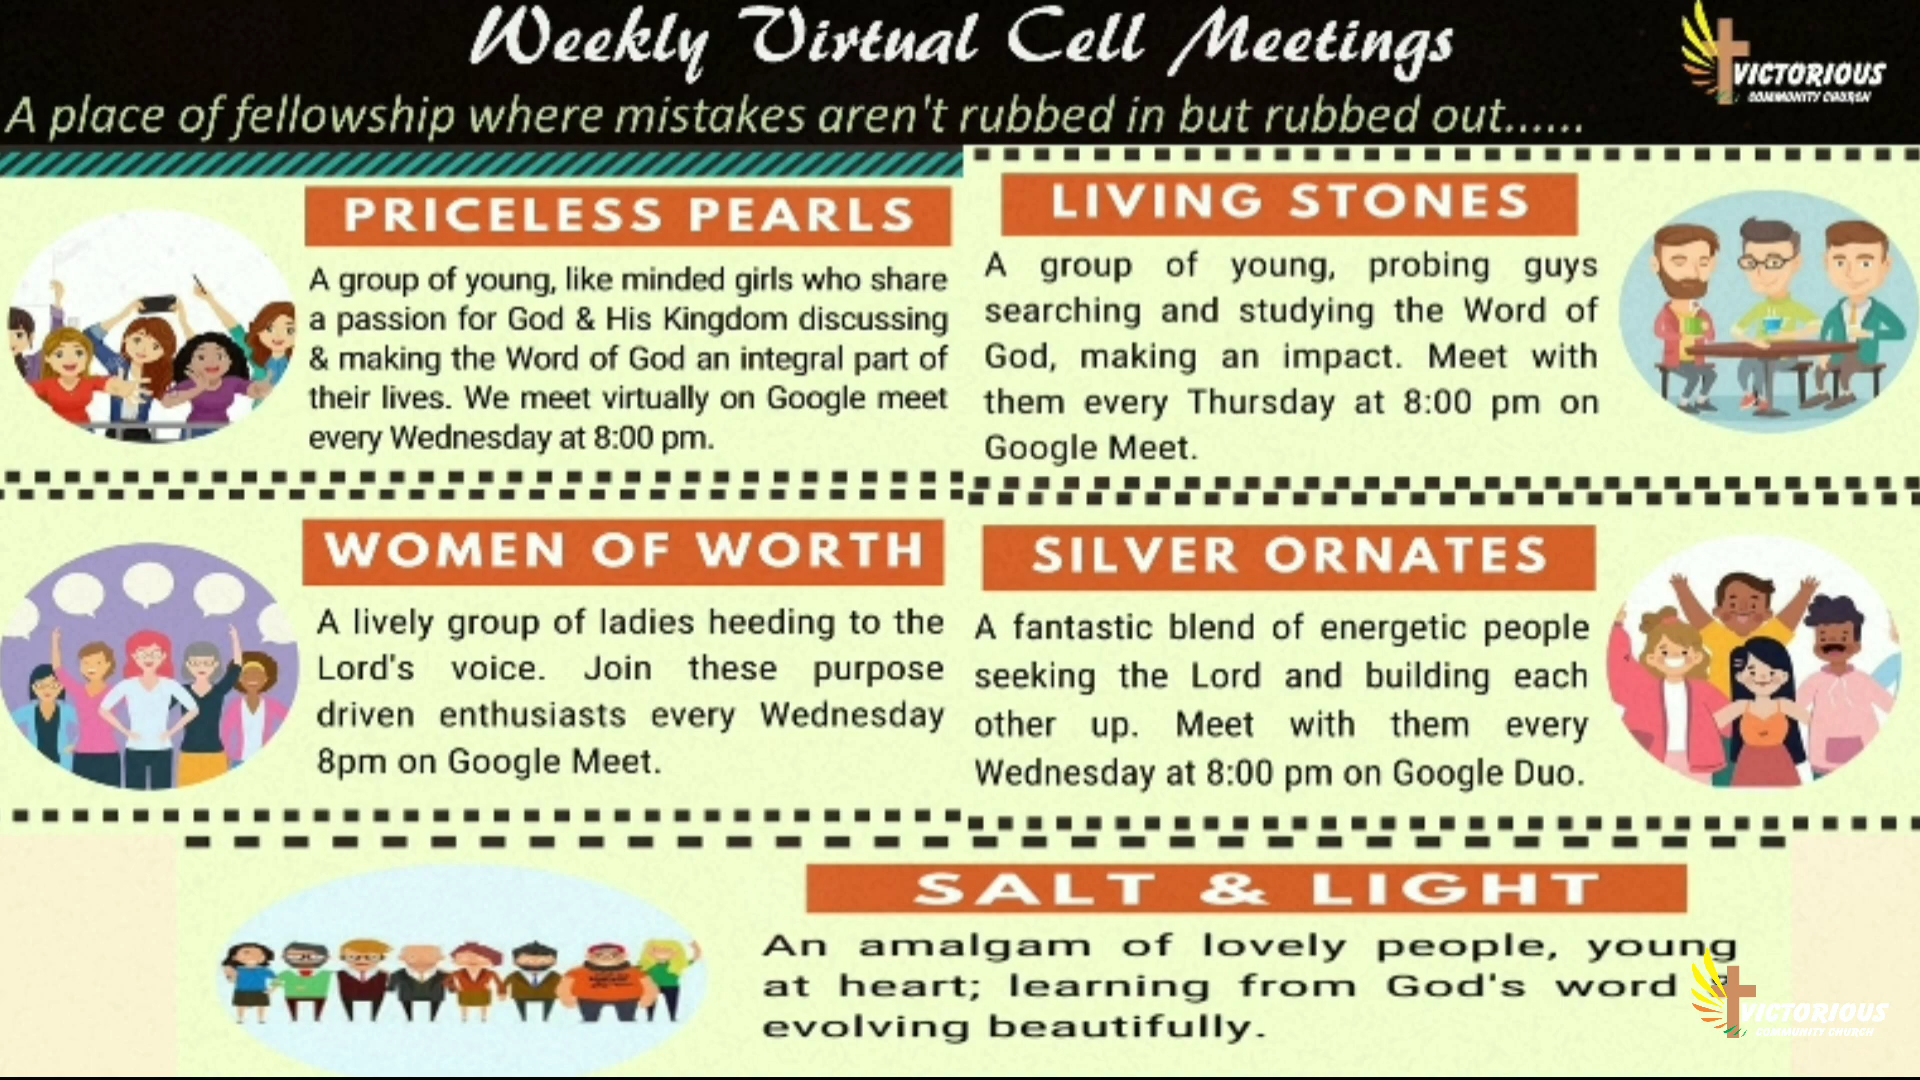 Weekly Virtual Cell Meetings
VICTORIOUS
COMMUNITY CHURCH
A place of fellowship where mistakes aren't rubbed in but rubbed out......
PRICELESS PEARLS
A group of young, like minded girls who share
a passion for God & His Kingdom discussing
& making the Word of God an integral part of
their lives. We meet virtually on Google meet
every Wednesday at 8:00 pm.
LIVING STONES
A group of young, probing guys
searching and studying the Word of
God, making an impact. Meet with
them every Thursday at 8:00 pm on
Google Meet.
WOMEN OF WORTH
A lively group of ladies heeding to the
Lord's voice. Join these purpose
driven enthusiasts every Wednesday
8pm on Google Meet.
SILVER ORNATES
A fantastic blend of energetic people
seeking the Lord and building each
other up. Meet with them every
Wednesday at 8:00 pm on Google Duo.
SALT & LIGHT
An amalgam of lovely people, young
at heart; learning from God's word
evolving beautifully.
VICTORIOUS
COMMUNITY CHURCH